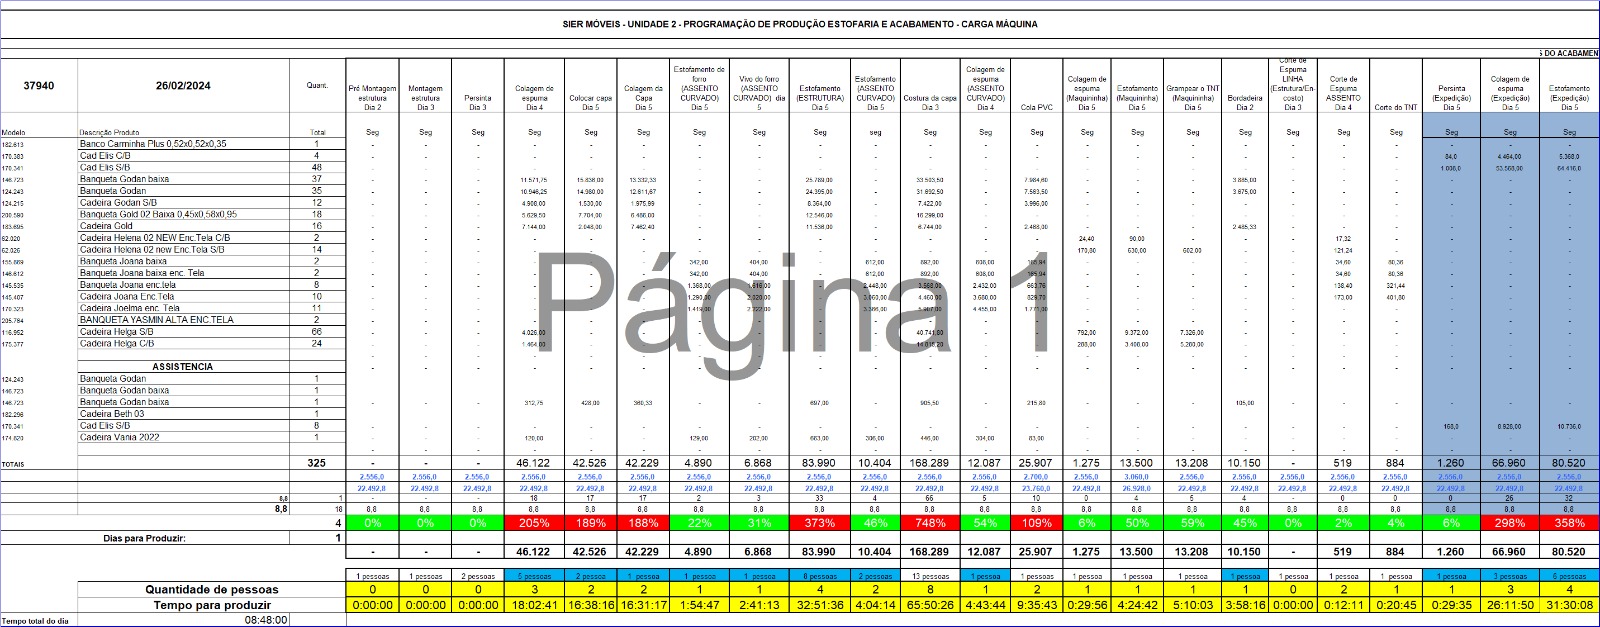 SIER MÓVEIS - UNIDADE 2 - PROGRAMAÇÃO DE PRODUÇÃO ESTOFARIA E ACABAMENTO - CARGA MÁQUINA
S DO ACABAMEN
37940 26/02/2024 Quant. Pré Montagem estrutura Dia 2 Montagem estrutura Dia 3 Persinta Dia 3 Colagem de espuma Dia 4 Colocar capa Dia 5 Colagem da Capa Dia 5 Estofamento de forro (ASSENTO CURVADO) Dia 5 Vivo do forro (ASSENTO CURVADO) dia 5 Estofamento (ESTRUTURA) Dia 5 Estofamento (ASSENTO CURVADO) Dia 5 Costura da capa Dia 3 Colagem de espuma (ASSENTO CURVADO) Dia 4 Cola PVC Colagem de espuma (Maquininha) Dia 5 Estofamento (Maquininha) Dia 5 Grampear o TNT (Maquininha) Dia 5 Bordadeira Dia 2 Corte de Espuma LINHA (Estrutura/Encosto) Dia 3 Corte de Espuma ASSENTO Dia 4 Corte do TNT Persinta (Expedição) Dia 5 Colagem de espuma (Expedição) Dia 5 Estofamento (Expedição) Dia 5
Modelo Descrição Produto Total Seg Seg Seg Seg Seg Seg Seg Seg Seg seg Seg Seg Seg Seg Seg Seg Seg Seg Seg Seg Seg Seg Seg
182.613 Banco Carminha Plus 0,52x0,52x0,35 1
170.383 Cad Elis C/B 4 84,0 4.464,00 5.368,0
170.341 Cad Elis S/B 48 1.008,0 53.568,00 64.416,0
146.723 Banqueta Godan baixa 37 11.571,75 15.836,00 13.332,33 25.789,00 33.503,50 7.984,60 3.885,00
124.243 Banqueta Godan 35 10.946,25 14.980,00 12.611,67 24.395,00 31.692,50 7.583,50 3.675,00
124.215 Cadeira Godan S/B 12 4.908,00 1.530,00 1.975,99 8.364,00 7.422,00 3.996,00
200.590 Banqueta Gold 02 Baixa 0,45x0,58x0,95 18 5.629,50 7.704,00 6.486,00 12.546,00 16.299,00
183.695 Cadeira Gold 16 7.144,00 2.048,00 7.462,40 11.536,00 6.744,00 2.488,00 2.485,33
62.020 Cadeira Helena 02 NEW Enc.Tela C/B 2 24,40 90,00 17,32
62.026 Cadeira Helena 02 new Enc.Tela S/B 14 170,80 630,00 602,00 121,24
155.869 Banqueta Joana baixa 2 342,00 404,00 612,00 892,00 608,00 165,94 34,60 80,36
146.612 Banqueta Joana baixa enc. Tela 2 342,00 404,00 612,00 892,00 608,00 165,94 34,60 80,36
145.535 Banqueta Joana enc.tela 8 1.368,00 1.616,00 2.448,00 3.568,00 2.432,00 663,76 138,40 321,44
145.407 Cadeira Joana Enc.Tela 10 1.290,00 2.020,00 3.060,00 4.460,00 3.680,00 829,70 173,00 401,80
170.323 Cadeira Joelma enc. Tela 11 1.419,00 2.222,00 3.366,00 5.907,00 4.455,00 1.771,00
205.784 BANQUETA YASMIN ALTA ENC.TELA 2
116.952 Cadeira Helga S/B 66 4.026,00 40.741,80 792,00 9.372,00 7.326,00
175.377 Cadeira Helga C/B 24 1.464,00 14.815,20 288,00 3.408,00 5.280,00
Página 1
ASSISTENCIA
124.243 Banqueta Godan 1
146.723 Banqueta Godan baixa 1
146.723 Banqueta Godan baixa 1 312,75 428,00 360,33 697,00 905,50 215,80 105,00
182.296 Cadeira Beth 03 1
170.341 Cad Elis S/B 8 168,0 8.928,00 10.736,0
174.620 Cadeira Vania 2022 1 120,00 129,00 202,00 663,00 306,00 446,00 304,00 83,00
TOTAIS 325 - - - 46.122 42.526 42.229 4.890 6.868 83.990 10.404 168.289 12.087 25.907 1.275 13.500 13.208 10.150 - 519 884 1.260 66.960 80.520
2.556,0 2.556,0 2.556,0 2.556,0 2.556,0 2.556,0 2.556,0 2.556,0 2.556,0 2.556,0 2.556,0 2.556,0 2.700,0 2.556,0 3.060,0 2.556,0 2.556,0 2.556,0 2.556,0 2.556,0 2.556,0 2.556,0 2.556,0
22.492,8 22.492,8 22.492,8 22.492,8 22.492,8 22.492,8 22.492,8 22.492,8 22.492,8 22.492,8 22.492,8 22.492,8 23.760,0 22.492,8 26.928,0 22.492,8 22.492,8 22.492,8 22.492,8 22.492,8 22.492,8 22.492,8 22.492,8
8,8 1 - - - 18 17 17 2 3 33 4 66 5 10 0 4 5 4 - 0 0 0 26 32
8,8 18 8,8 8,8 8,8 8,8 8,8 8,8 8,8 8,8 8,8 8,8 8,8 8,8 8,8 8,8 8,8 8,8 8,8 8,8 8,8 8,8 8,8 8,8 8,8
4 0% 0% 0% 205% 189% 188% 22% 31% 373% 46% 748% 54% 109% 6% 50% 59% 45% 0% 2% 4% 6% 298% 358%
Dias para Produzir: 1
- - - 46.122 42.526 42.229 4.890 6.868 83.990 10.404 168.289 12.087 25.907 1.275 13.500 13.208 10.150 - 519 884 1.260 66.960 80.520
1 pessoas 1 pessoas 2 pessoas 5 pessoas 2 pessoas 1 pessoas 1 pessoas 1 pessoas 8 pessoas 2 pessoas 13 pessoas 1 pessoas 2 pessoas 1 pessoas 1 pessoas 1 pessoas 1 pessoas 1 pessoas 1 pessoas 1 pessoas 1 pessoas 3 pessoas 6 pessoas
Quantidade de pessoas 0 0 0 3 2 2 1 1 4 2 8 1 2 1 1 1 1 0 2 1 1 3 4
Tempo para produzir 0:00:00 0:00:00 0:00:00 18:02:41 16:38:16 16:31:17 1:54:47 2:41:13 32:51:36 4:04:14 65:50:26 4:43:44 9:35:43 0:29:56 4:24:42 5:10:03 3:58:16 0:00:00 0:12:11 0:20:45 0:29:35 26:11:50 31:30:08
Tempo total do dia 08:48:00